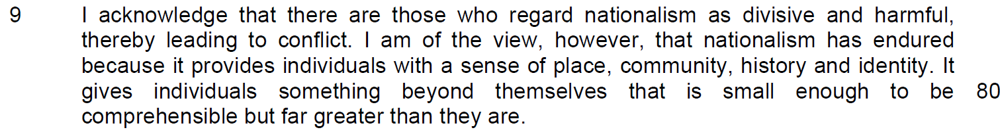 9 I acknowledge that there are those who regard nationalism as divisive and harmful,
thereby leading to conflict. I am of the view, however, that nationalism has endured
because it provides individuals with a sense of place, community, history and identity. It
gives individuals something beyond themselves that is small enough to be 80
comprehensible but far greater than they are.